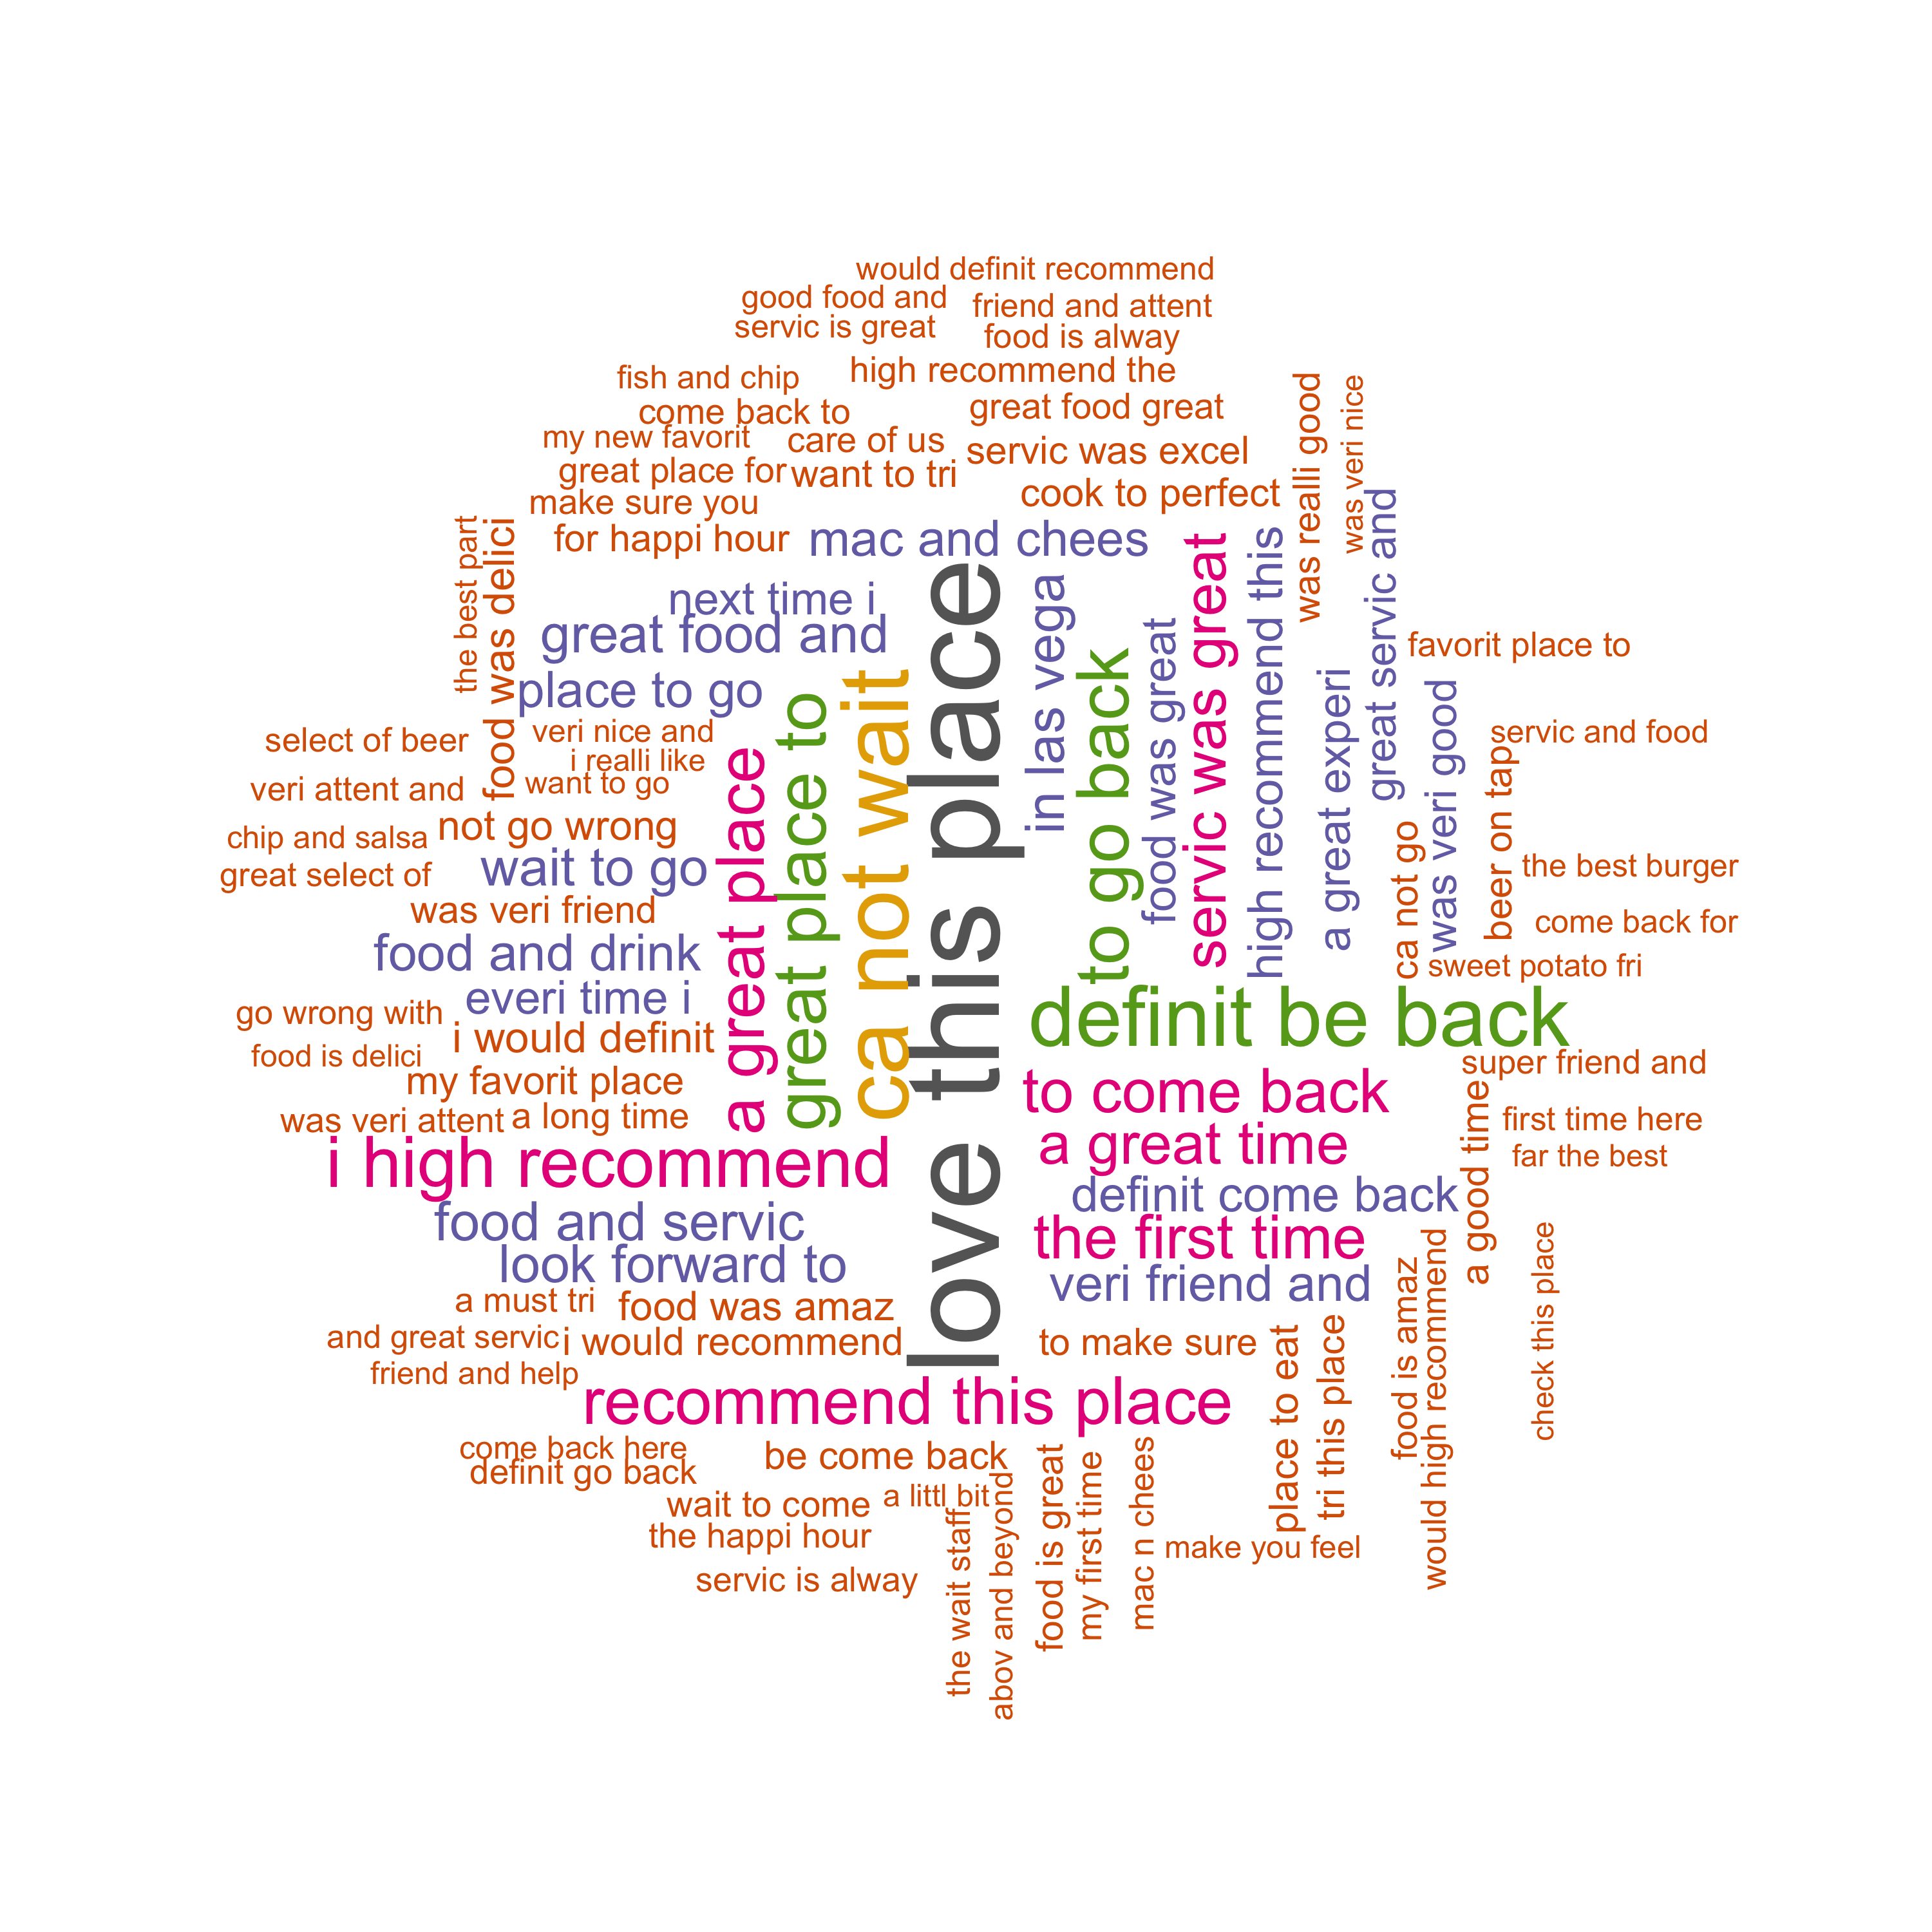 would definit recommend
good food and
friend and attent
servic is great
food is alway
fish and chip
high recommend the
come back to
great food great
my new favorit
care of us
servic was excel
great place for
want to tri
make sure you
cook to perfect
for happi hour
mac and chees
was realli good
was veri nice
the best part
food was delici
next time i
great food and
place to go
in las vega
food was great
servic was great
high recommend this
great servic and
favorit place to
select of beer
veri nice and
i realli like
want to go
veri attent and
not go wrong
chip and salsa
great select of
wait to go
was veri friend
food and drink
everi time i
go wrong with
i would definit
food is delici
my favorit place
was veri attent
a long time
a great place
great place to
ca not wait
love this place
to go back
a great experi
ca not go
was veri good
beer on tap
servic and food
the best burger
come back for
sweet potato fri
definit be back
super friend and
to come back
first time here
a great time
far the best
a good time
i high recommend
definit come back
food and servic
the first time
look forward to
veri friend and
a must tri
food was amaz
and great servic
i would recommend
to make sure
friend and help
recommend this place
place to eat
tri this place
food is amaz
would high recommend
check this place
come back here
be come back
definit go back
wait to come
a littl bit
the happi hour
servic is alway
the wait staff
abov and beyond
food is great
my first time
mac n chees
make you feel